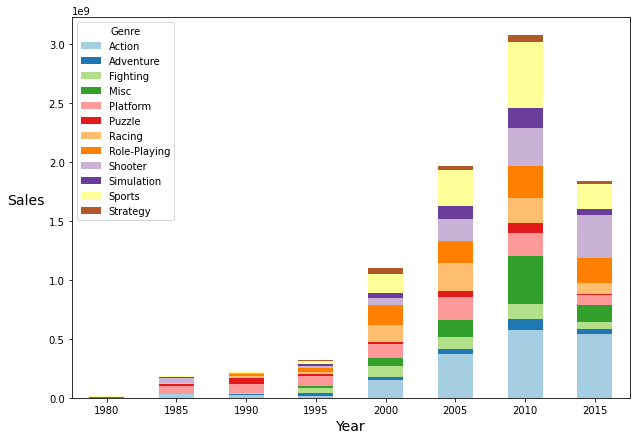 1e9
3.0
2.5
2.0
1.5
1.0
0.5
0.0
Sales
Genre
Action
Adventure
Fighting
Misc
Platform
Puzzle
Racing
Role-Playing
Shooter
Simulation
Sports
Strategy
1980 1985 1990 1995 2000 2005 2010 2015
Year